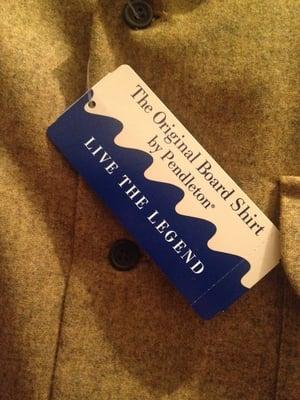 The Original Board Shirt
by Pendleton®
LIVE THE LEGEND